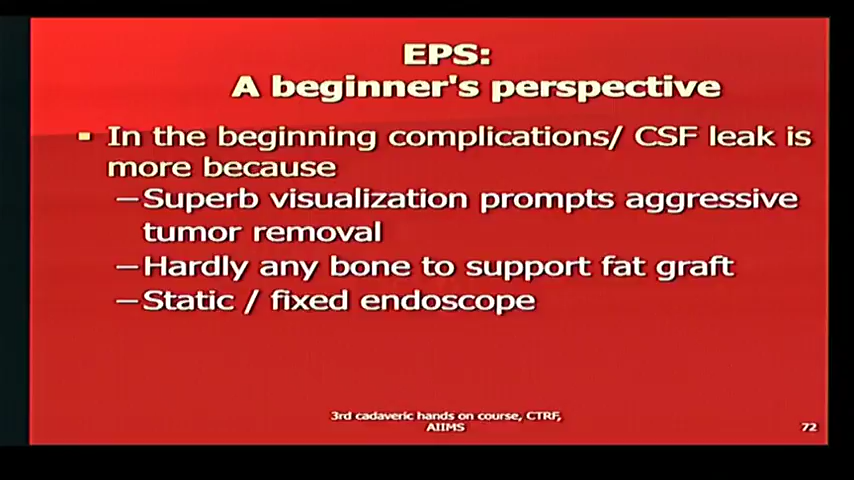 EPS:
A beginner's perspective
In the beginning complications/ CSF leak is
more because
–Superb visualization prompts aggressive
tumor removal
–Hardly any bone to support fat graft
–Static / fixed endoscope
3rd cadaveric hands on course, CTRF,
AIIMS
72